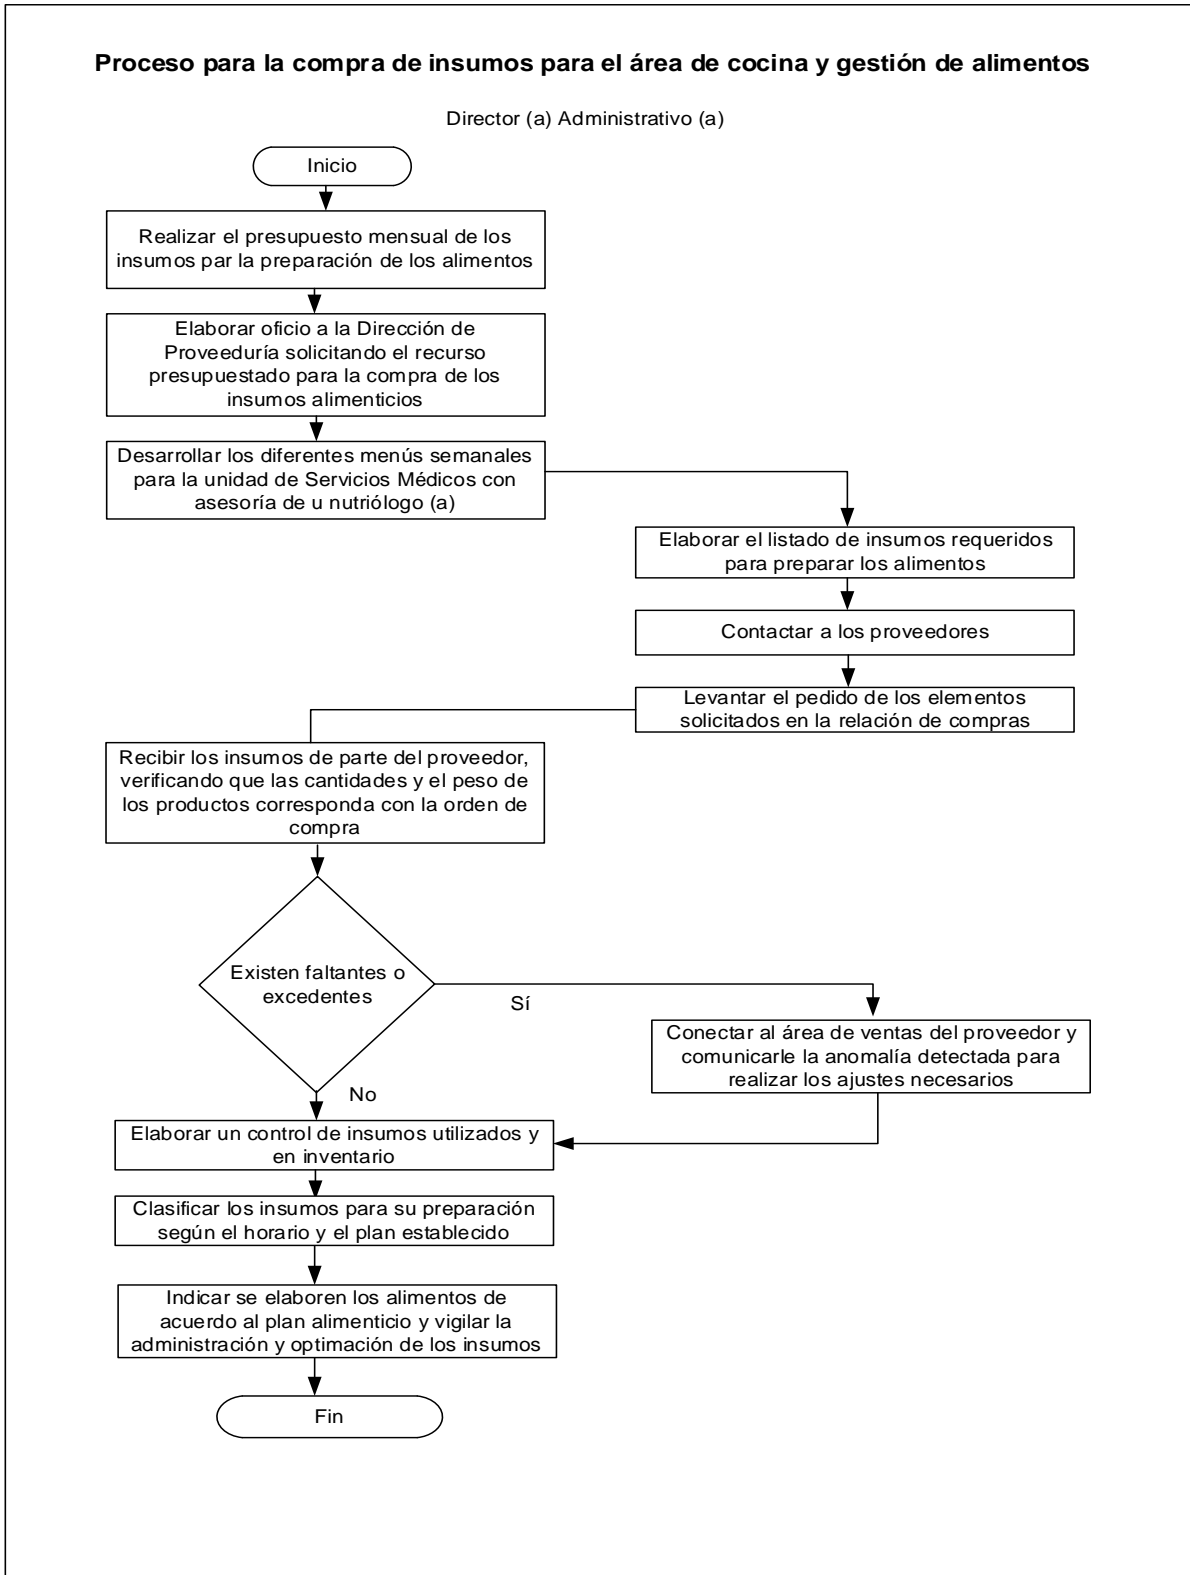 Proceso para la compra de insumos para el área de cocina y gestión de alimentos
Director (a) Administrativo (a)
Inicio
Realizar el presupuesto mensual de los
insumos par la preparación de los alimentos
Elaborar oficio a la Dirección de
Proveeduría solicitando el recurso
presupuestado para la compra de los
insumos alimenticios
Desarrollar los diferentes menús semanales
para la unidad de Servicios Médicos con
asesoría de u nutriólogo (a)
Elaborar el listado de insumos requeridos
para preparar los alimentos
Contactar a los proveedores
Levantar el pedido de los elementos
solicitados en la relación de compras
Recibir los insumos de parte del proveedor,
verificando que las cantidades y el peso de
los productos corresponda con la orden de
compra
Existen faltantes o
excedentes
Sí
Conectar al área de ventas del proveedor y
comunicarle la anomalía detectada para
realizar los ajustes necesarios
No
Elaborar un control de insumos utilizados y
en inventario
Clasificar los insumos para su preparación
según el horario y el plan establecido
Indicar se elaboren los alimentos de
acuerdo al plan alimenticio y vigilar la
administración y optimación de los insumos
Fin